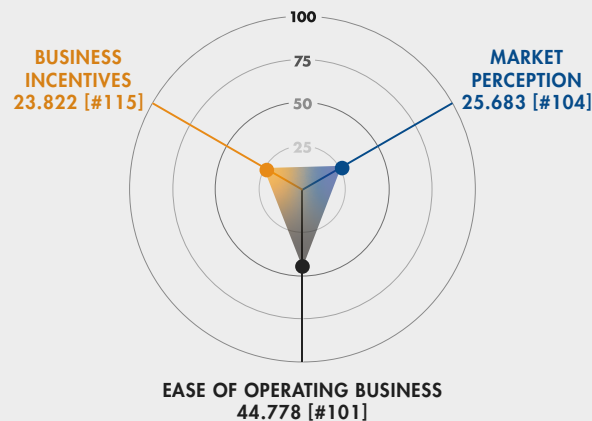 100
75
50
25
BUSINESS
INCENTIVES
23.822 [#115]
MARKET
PERCEPTION
25.683 [#104]
EASE OF OPERATING BUSINESS
44.778 [#101]